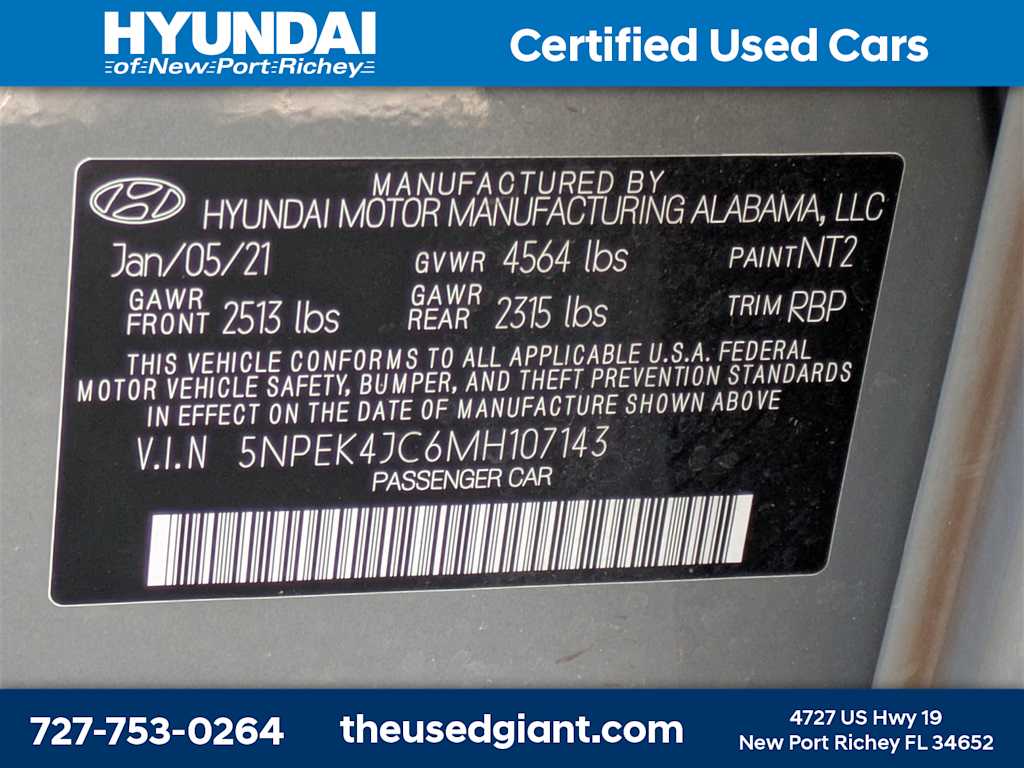 HYUNDAI
of New Port Richey
Certified Used Cars
MANUFACTURED BY
HYUNDAI MOTOR MANUFACTURING ALABAMA, LLC
Jan/05/21 GVWR 4564 lbs PAINT NT2
GAWR FRONT 2513 lbs GAWR REAR 2315 lbs TRIM RBP
THIS VEHICLE CONFORMS TO ALL APPLICABLE U.S.A. FEDERAL
MOTOR VEHICLE SAFETY, BUMPER, AND THEFT PREVENTION STANDARDS
IN EFFECT ON THE DATE OF MANUFACTURE SHOWN ABOVE
V.I.N 5NPEK4JC6MH107143
PASSENGER CAR
727-753-0264
theusedgiant.com
4727 US Hwy 19
New Port Richey FL 34652